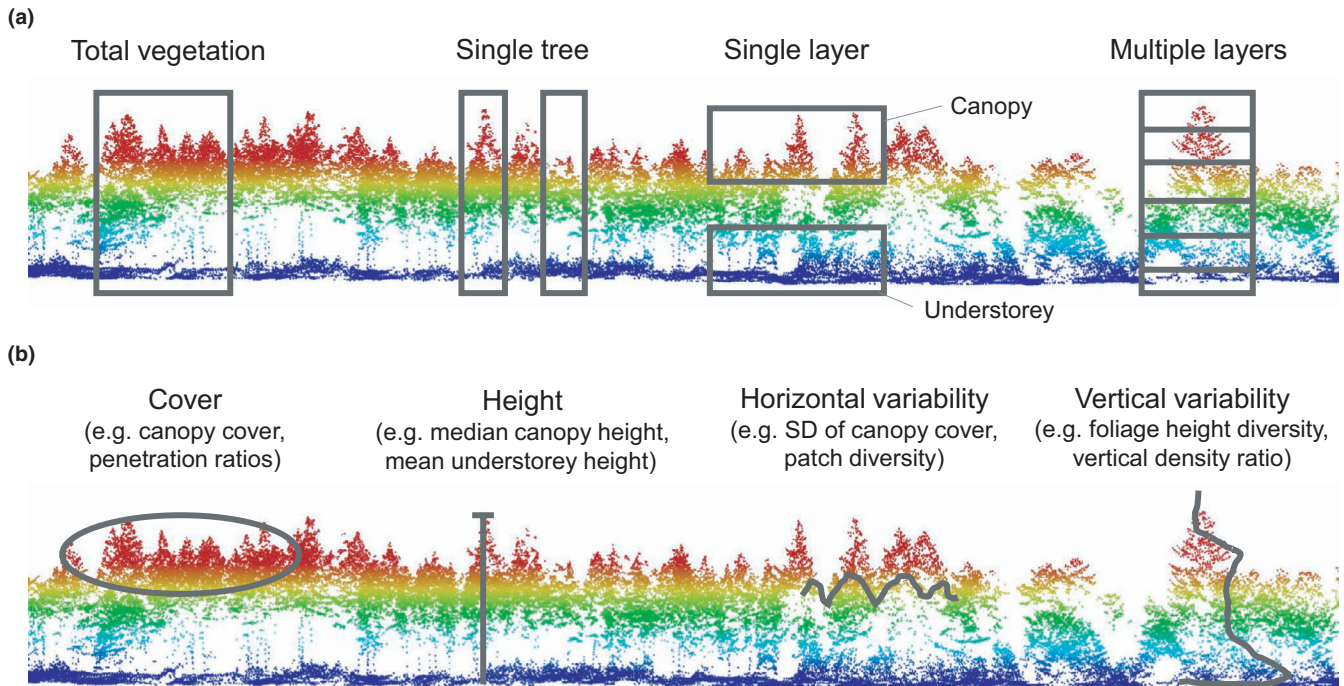 (a)
Total vegetation
Single tree
Single layer
Multiple layers
Canopy
Understorey
(b)
Cover
(e.g. canopy cover,
penetration ratios)
Height
(e.g. median canopy height,
mean understorey height)
Horizontal variability
(e.g. SD of canopy cover,
patch diversity)
Vertical variability
(e.g. foliage height diversity,
vertical density ratio)